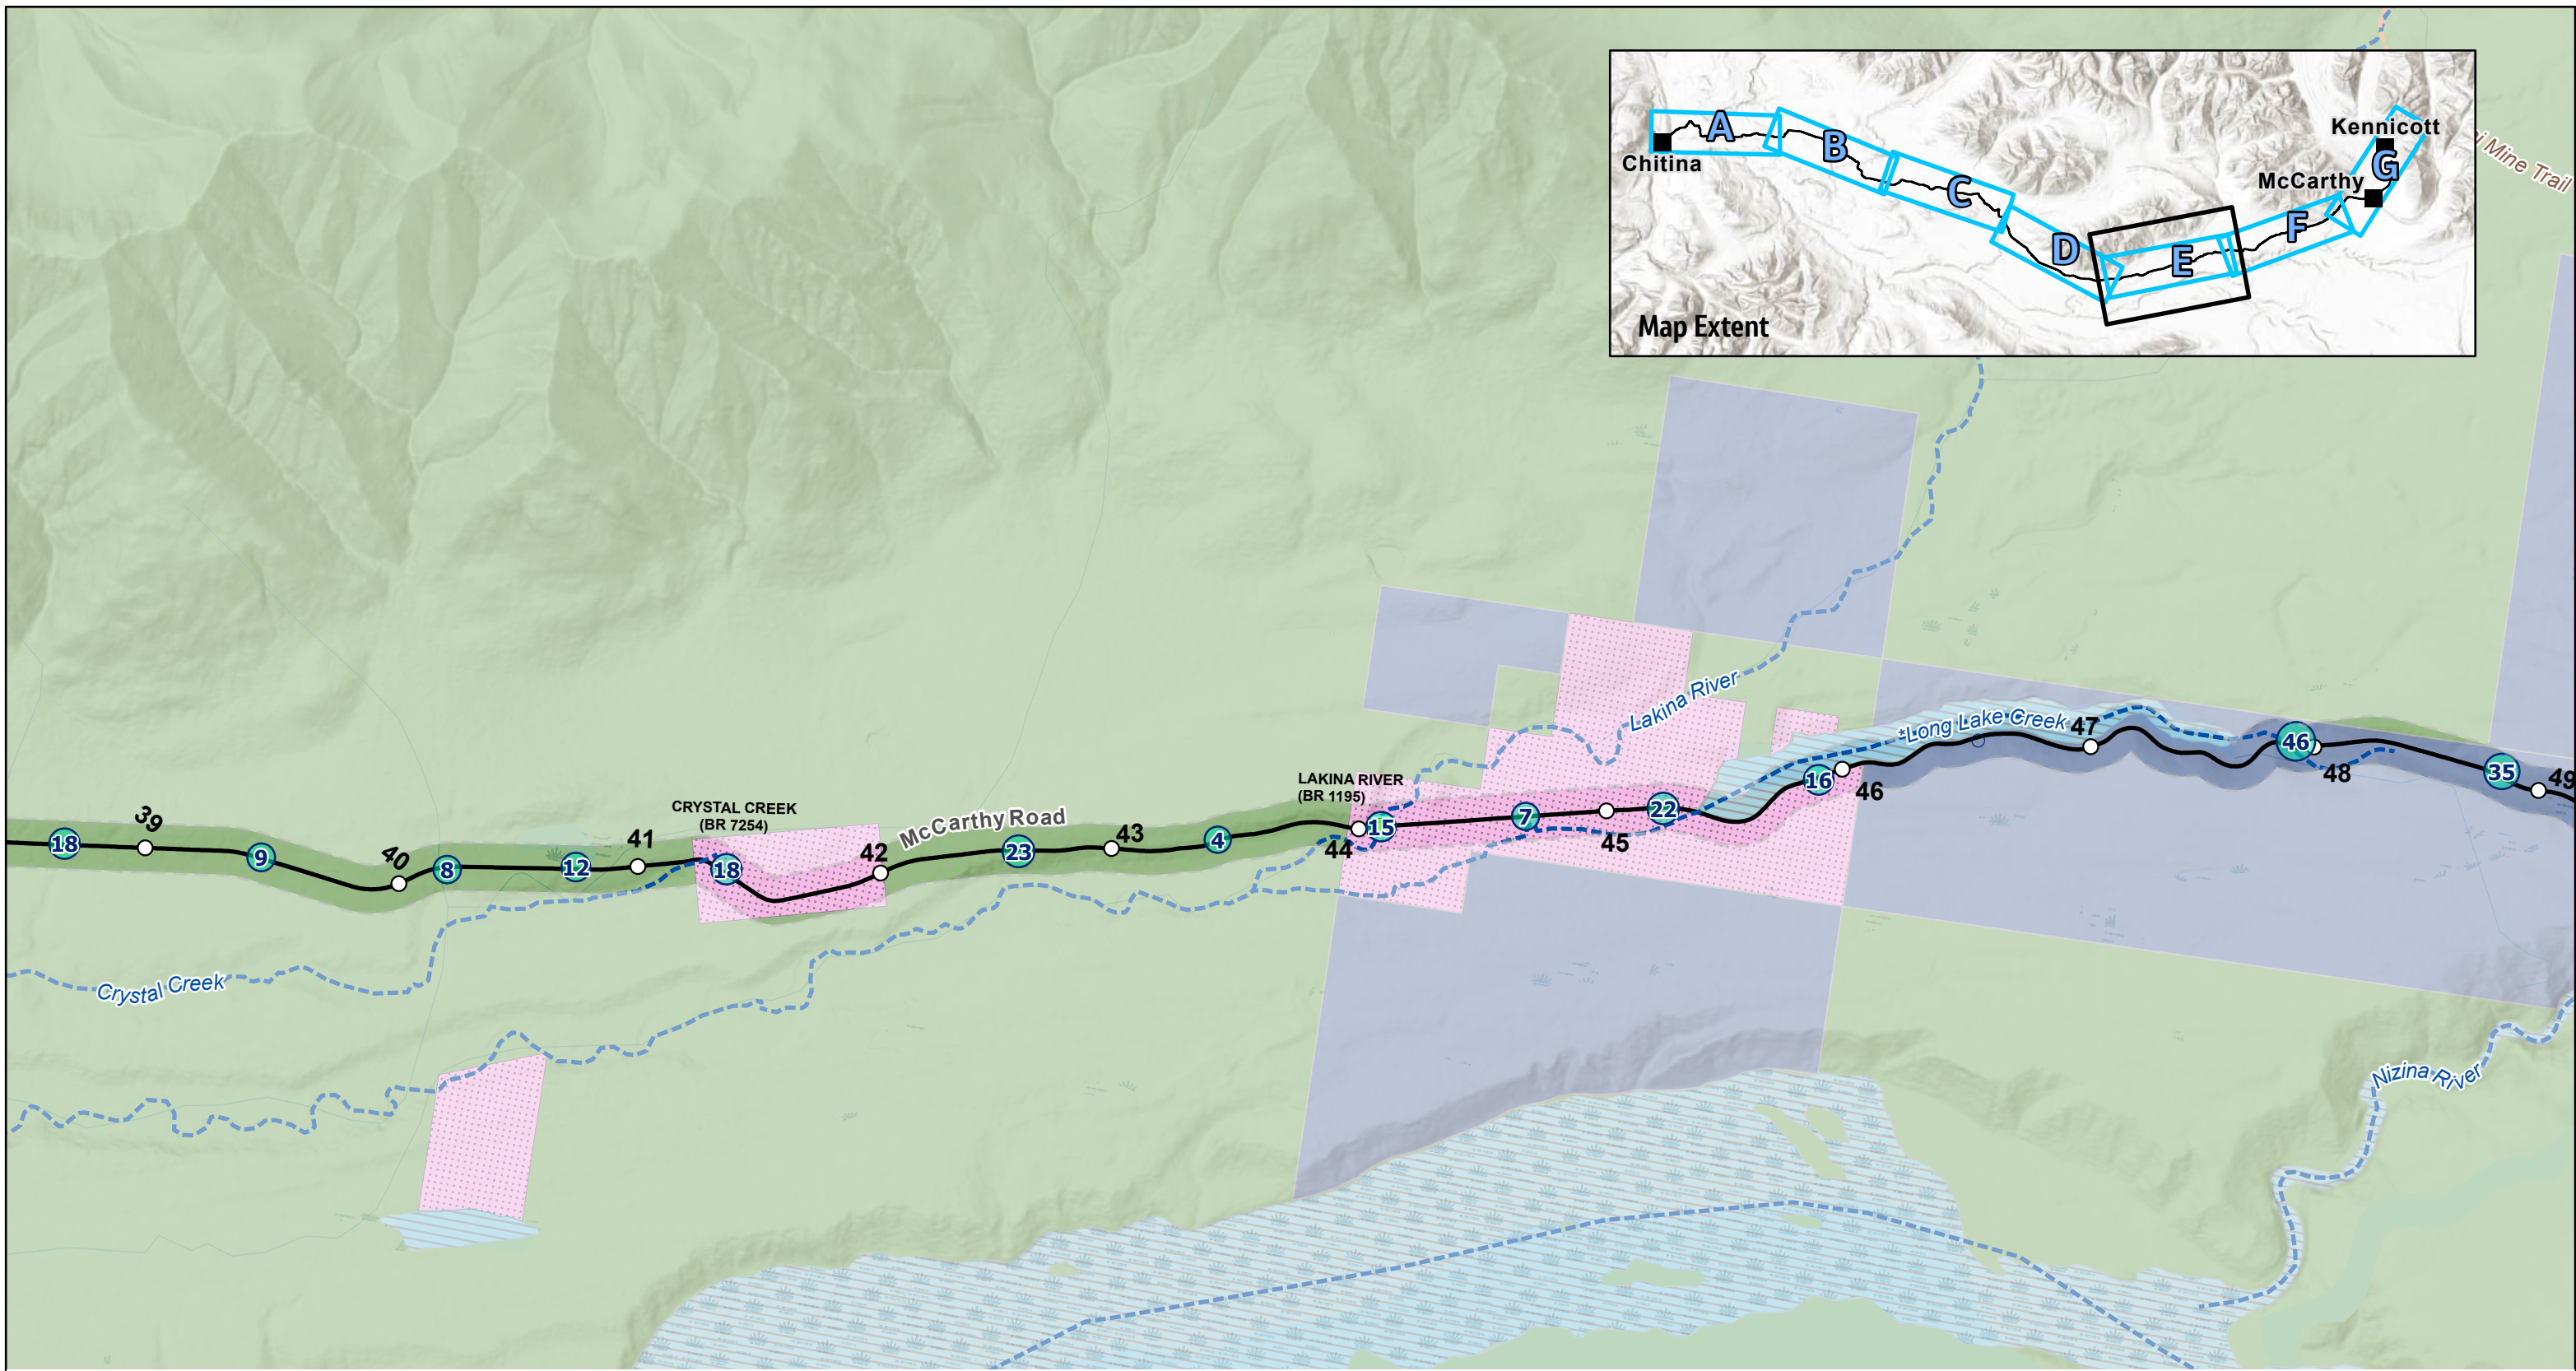 Kennicott
A
Chitina
B
C
McCarthy
G
D
E
F
Map Extent
Mine Trail
Lakina River
*Long Lake Creek
47
46
48
35
49
16
46
LAKINA RIVER
(BR 1195)
44
15
7
45
22
McCarthy Road
43
4
23
42
CRYSTAL CREEK
(BR 7254)
18
41
12
8
40
9
39
18
Crystal Creek
Nizina River